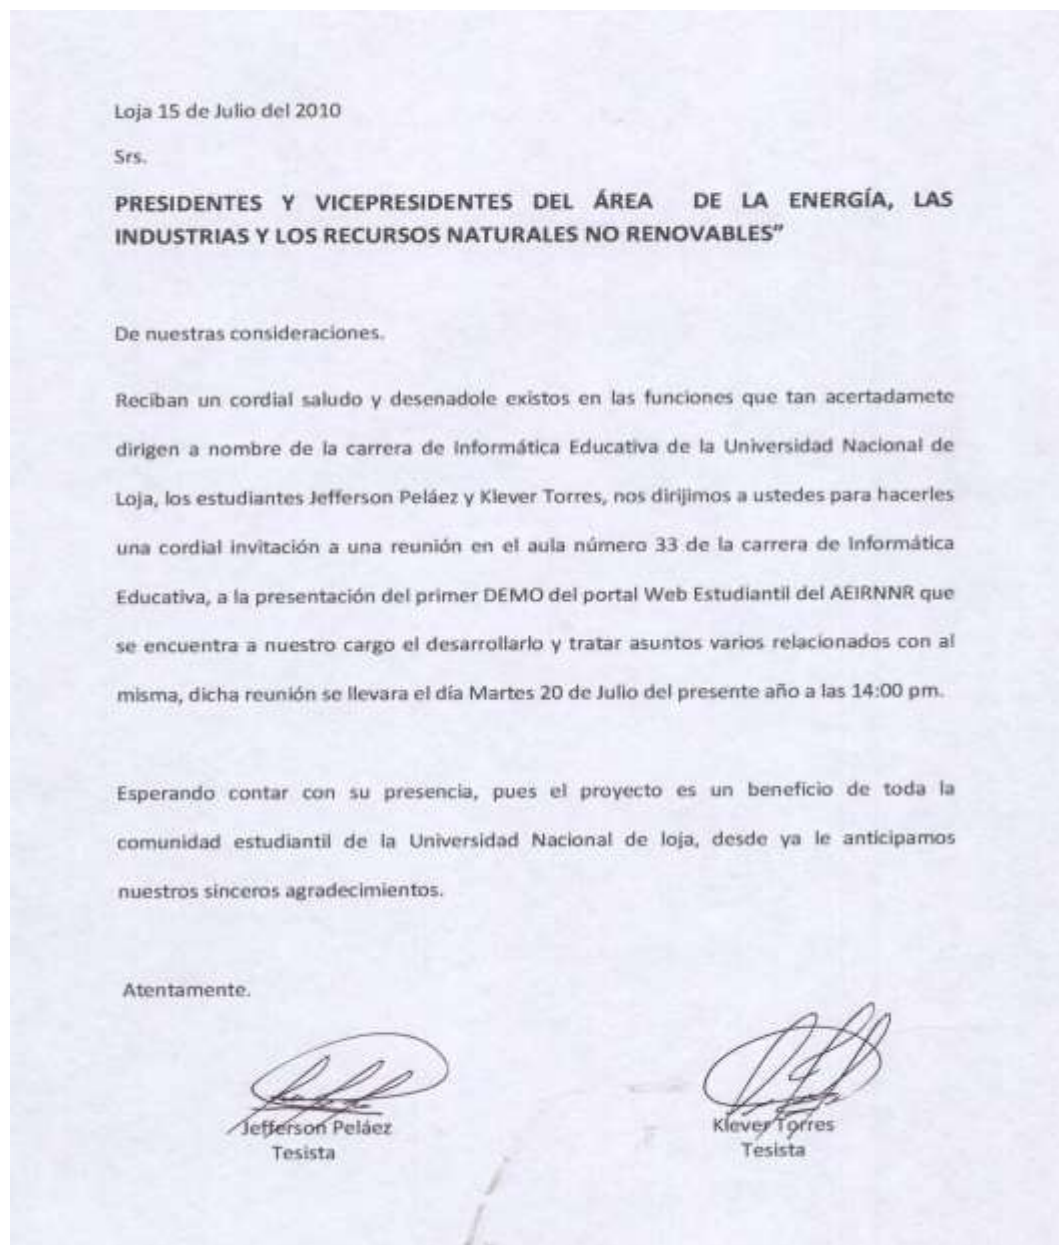 Loja 15 de Julio del 2010
Srs.
PRESIDENTES Y VICEPRESIDENTES DEL ÁREA DE LA ENERGÍA, LAS
INDUSTRIAS Y LOS RECURSOS NATURALES NO RENOVABLES”
De nuestras consideraciones.
Reciban un cordial saludo y desenadole existos en las funciones que tan acertadamete
dirigen a nombre de la carrera de Informática Educativa de la Universidad Nacional de
Loja, los estudiantes Jefferson Peláez y Klever Torres, nos dirijimos a ustedes para hacerles
una cordial invitación a una reunión en el aula número 33 de la carrera de Informática
Educativa, a la presentación del primer DEMO del portal Web Estudiantil del AEIRNNR que
se encuentra a nuestro cargo el desarrollarlo y tratar asuntos varios relacionados con al
misma, dicha reunión se llevara el día Martes 20 de Julio del presente año a las 14:00 pm.
Esperando contar con su presencia, pues el proyecto es un beneficio de toda la
comunidad estudiantil de la Universidad Nacional de loja, desde ya le anticipamos
nuestros sinceros agradecimientos.
Atentamente.
Jefferson Peláez
Tesista
Klever Torres
Tesista